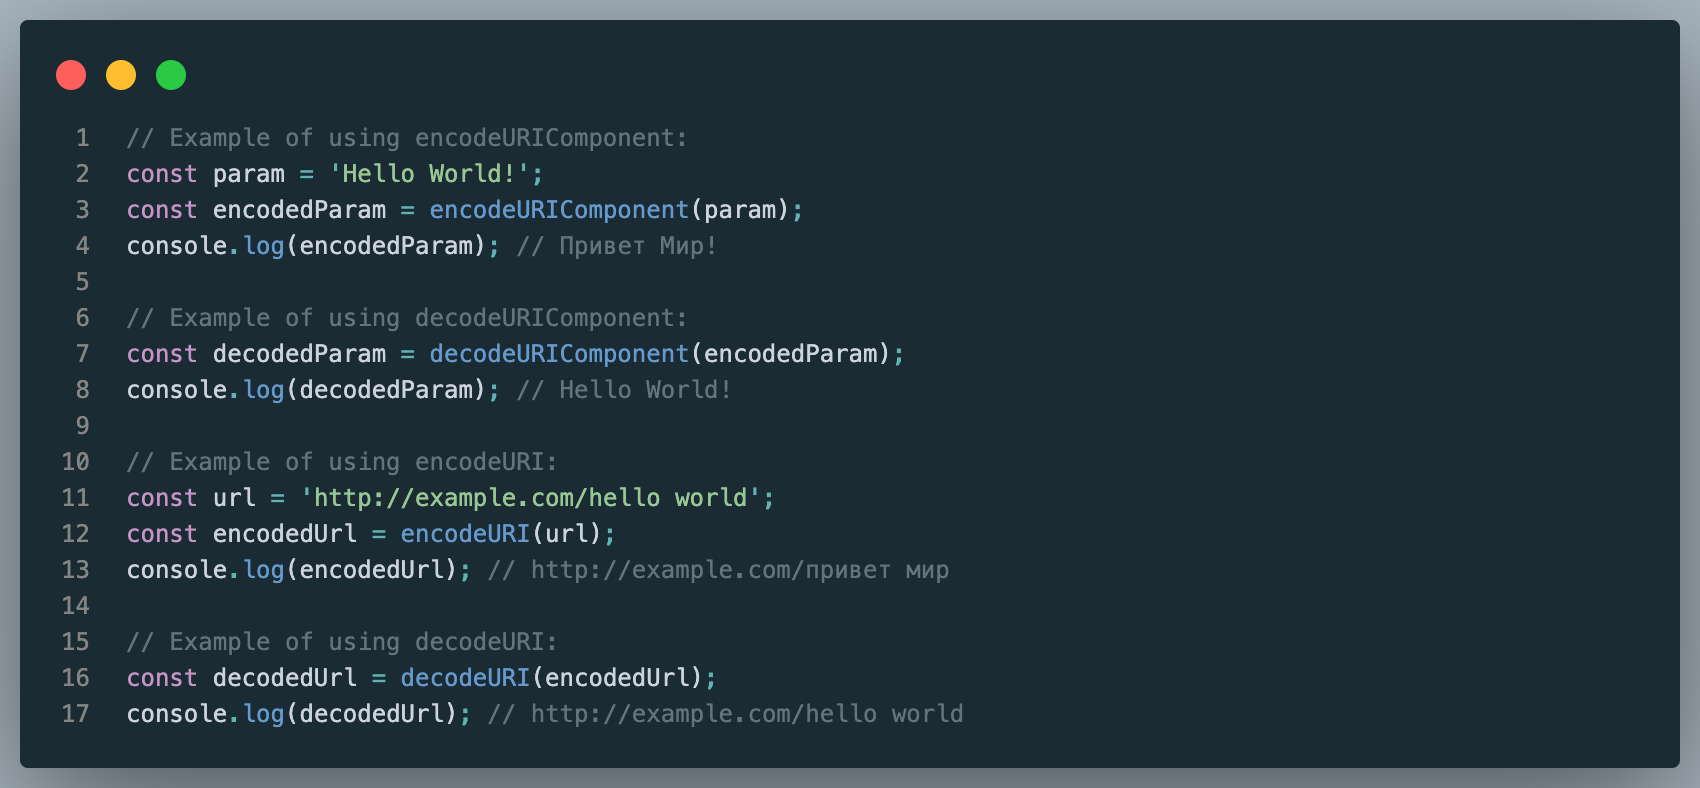 1 // Example of using encodeURIComponent:
2 const param = 'Hello World!';
3 const encodedParam = encodeURIComponent(param);
4 console.log(encodedParam); // Привет Мир!
5
6 // Example of using decodeURIComponent:
7 const decodedParam = decodeURIComponent(encodedParam);
8 console.log(decodedParam); // Hello World!
9
10 // Example of using encodeURI:
11 const url = 'http://example.com/hello world';
12 const encodedUrl = encodeURI(url);
13 console.log(encodedUrl); // http://example.com/привет мир
14
15 // Example of using decodeURI:
16 const decodedUrl = decodeURI(encodedUrl);
17 console.log(decodedUrl); // http://example.com/hello world